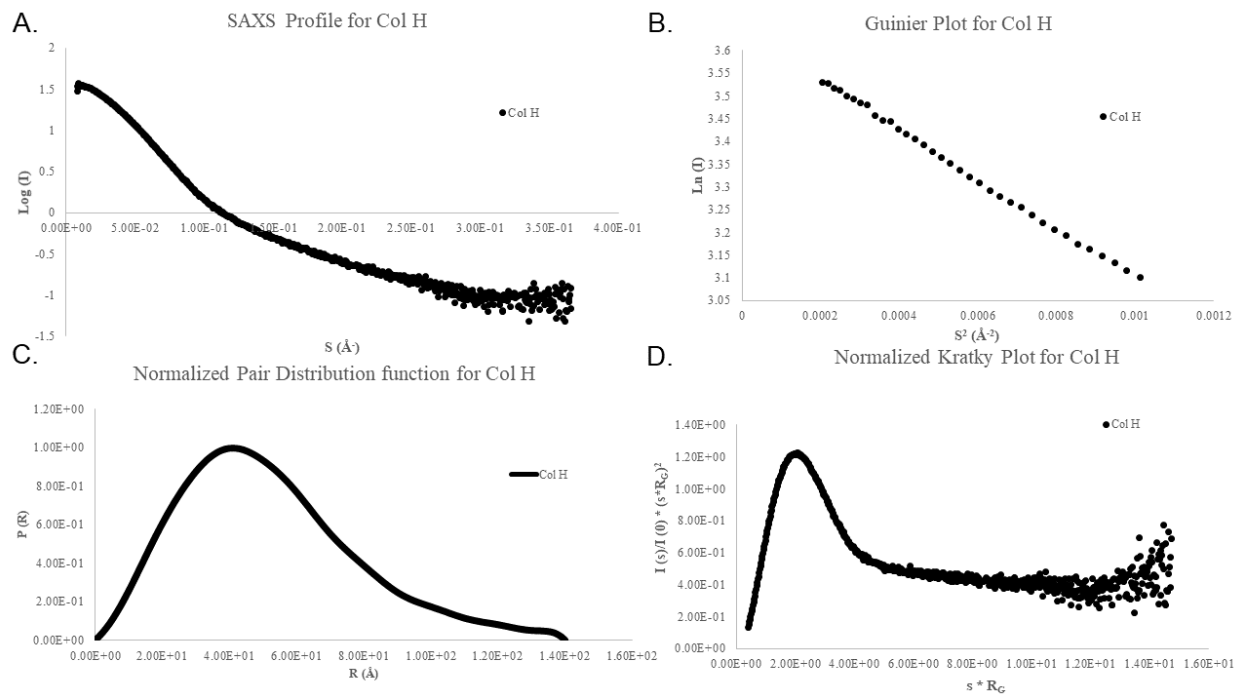 A.
SAXS Profile for Col H
2
1.5
1
0.5
0
-0.5
-1
-1.5
0.00E+00 5.00E-02 1.00E-01 1.50E-01 2.00E-01 2.50E-01 3.00E-01 3.50E-01 4.00E-01
Log (I)
S (Å-)
Col H
B.
Guinier Plot for Col H
3.6
3.55
3.5
3.45
3.4
3.35
3.3
3.25
3.2
3.15
3.1
3.05
0 0.0002 0.0004 0.0006 0.0008 0.001 0.0012
Ln (I)
S² (Å-²)
Col H
C.
Normalized Pair Distribution function for Col H
1.20E+00
1.00E+00
8.00E-01
6.00E-01
4.00E-01
2.00E-01
0.00E+00
0.00E+00 2.00E+01 4.00E+01 6.00E+01 8.00E+01 1.00E+02 1.20E+02 1.40E+02 1.60E+02
P (R)
R (Å)
Col H
D.
Normalized Kratky Plot for Col H
1.40E+00
1.20E+00
1.00E+00
8.00E-01
6.00E-01
4.00E-01
2.00E-01
0.00E+00
0.00E+00 2.00E+00 4.00E+00 6.00E+00 8.00E+00 1.00E+01 1.20E+01 1.40E+01 1.60E+01
I (s)/I (0) * (s*RG)²
s * RG
Col H